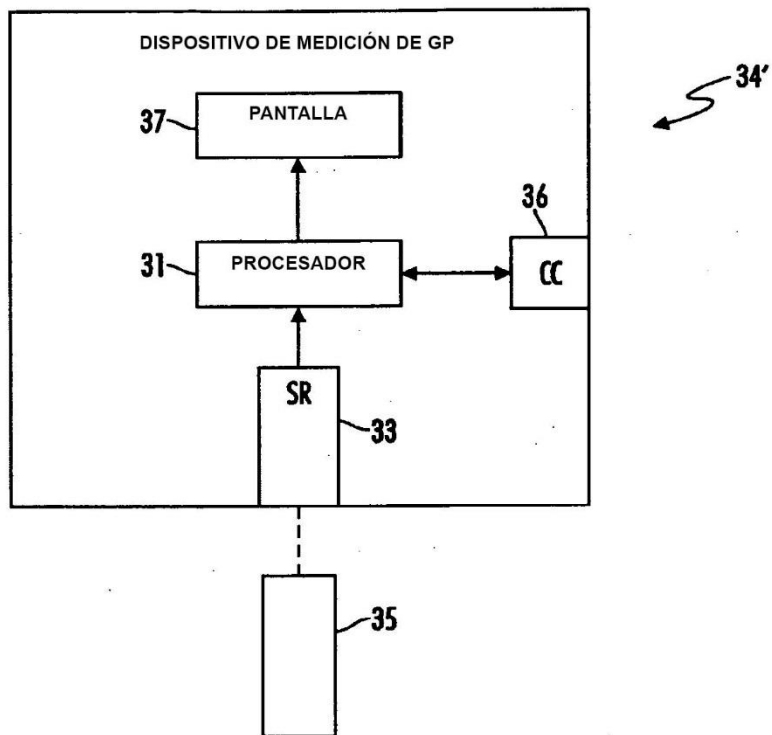 DISPOSITIVO DE MEDICIÓN DE GP
34'
37
PANTALLA
36
31
PROCESADOR
CC
SR
33
35